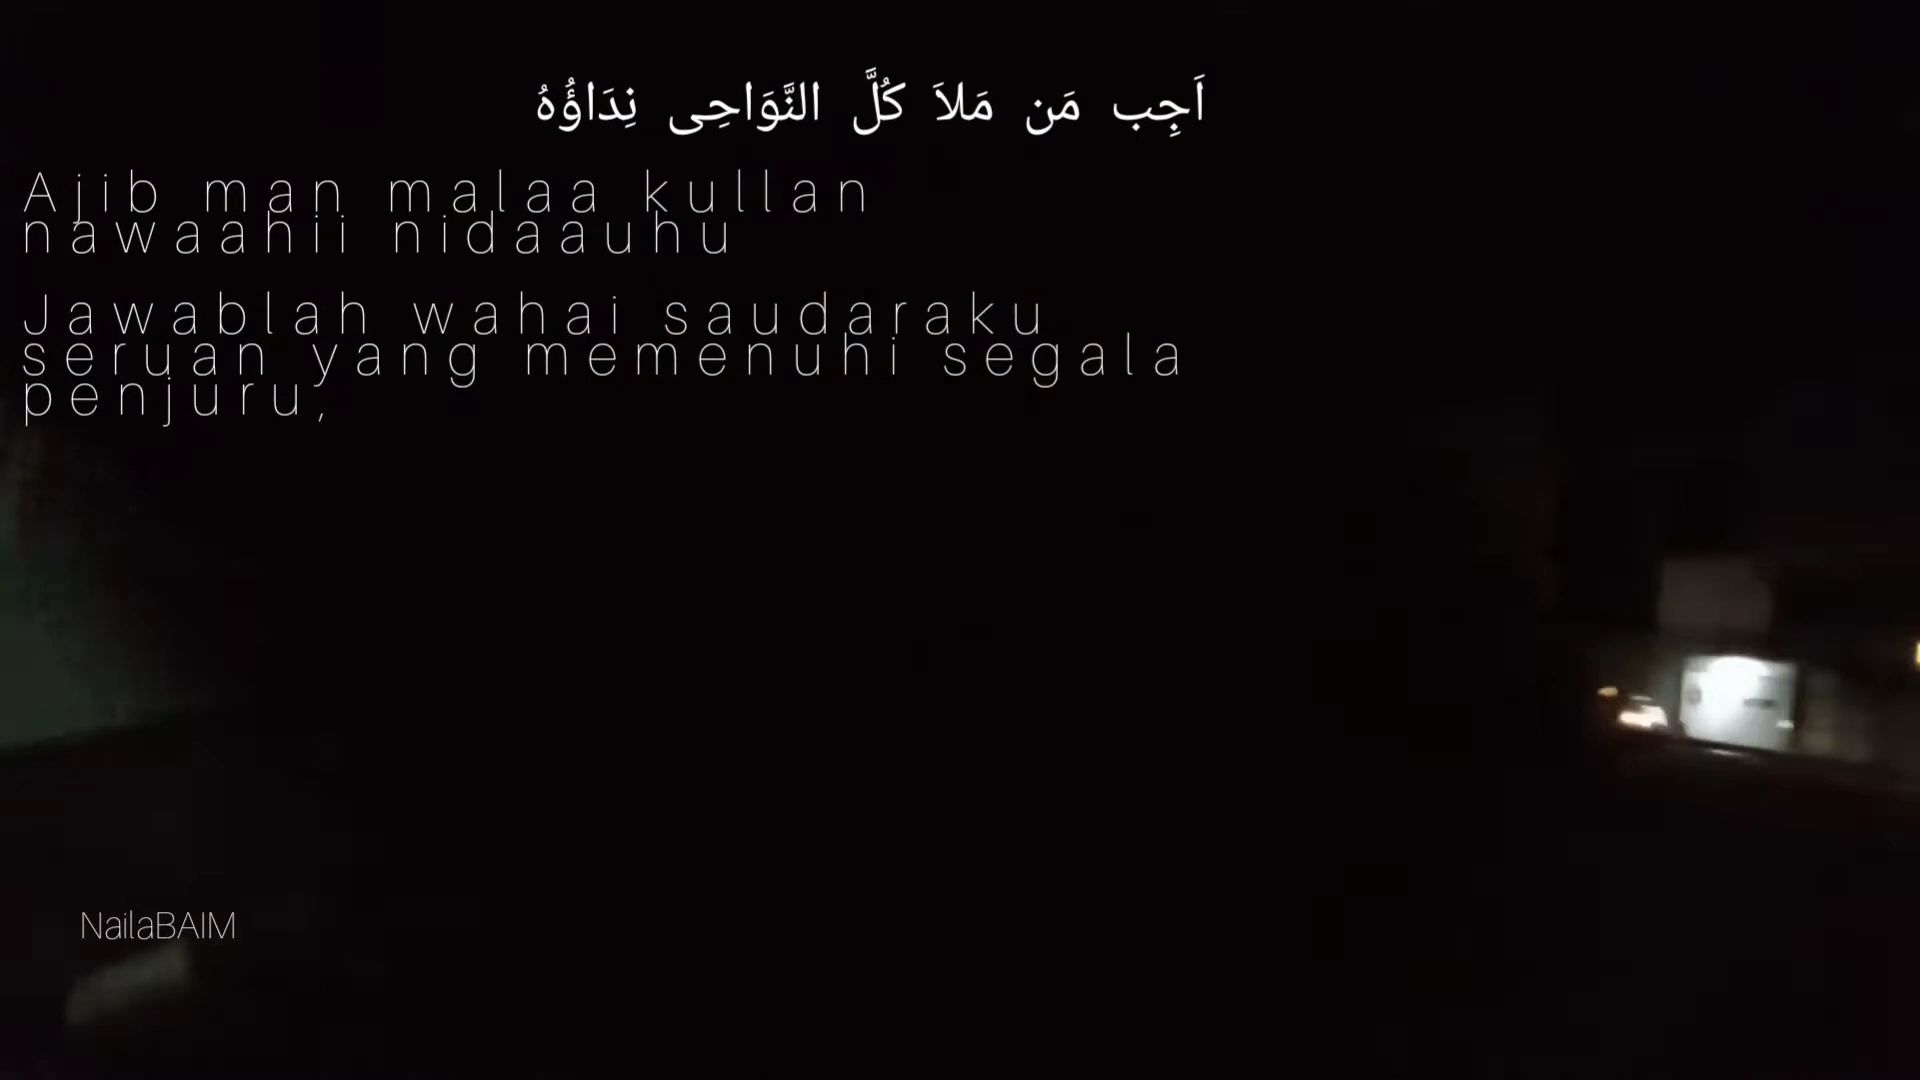 اَجِب مَن مَلاَ كُلَّ النَّوَاحِى نِدَاؤُهُ
Ajib man malaa kullan
nawaahii nidaauhu
Jawablah wahai saudaraku
seruan yang memenuhi segala
penjuru,
NailaBAIM